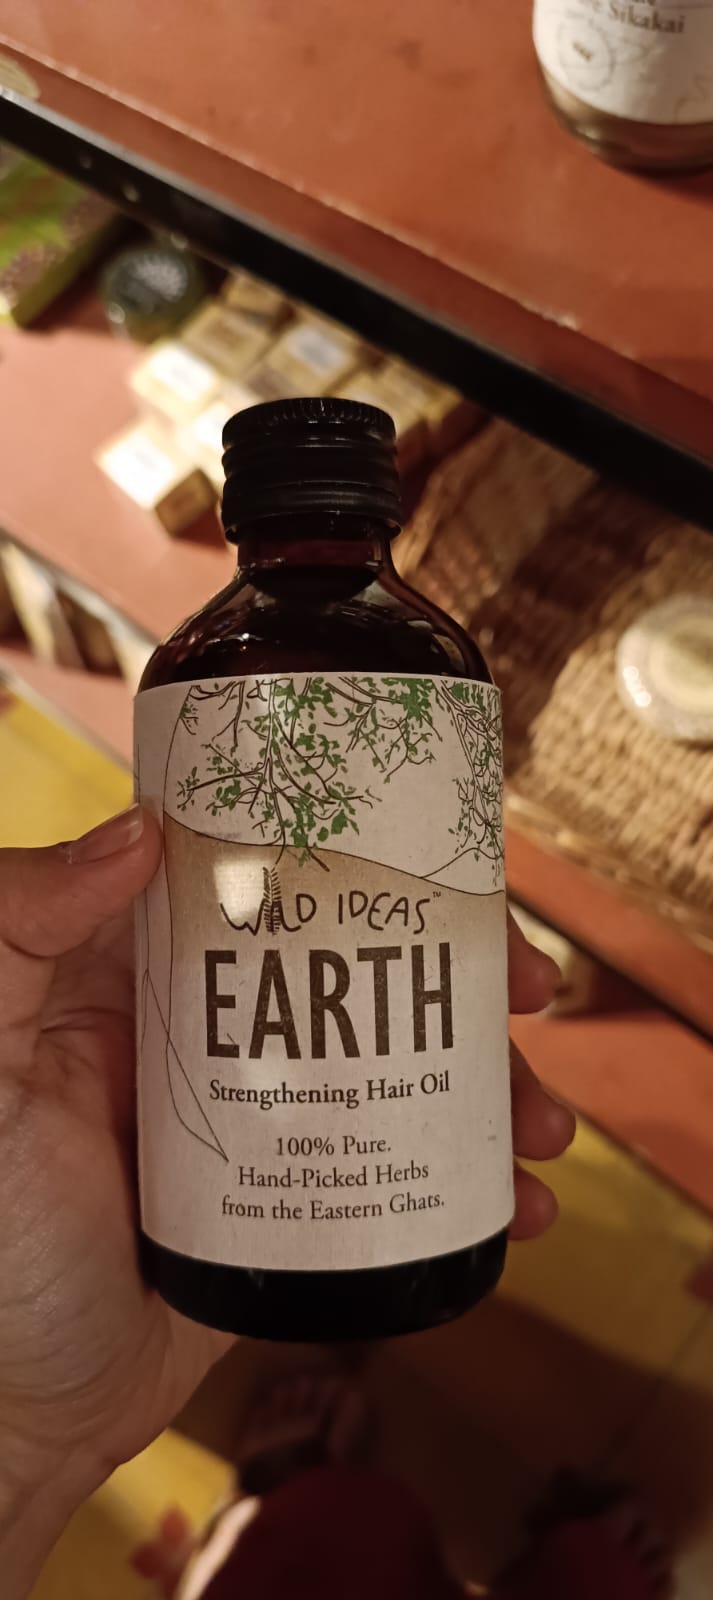 Sikakai
WILD IDEAS™
EARTH
Strengthening Hair Oil
100% Pure.
Hand-Picked Herbs
from the Eastern Ghats.